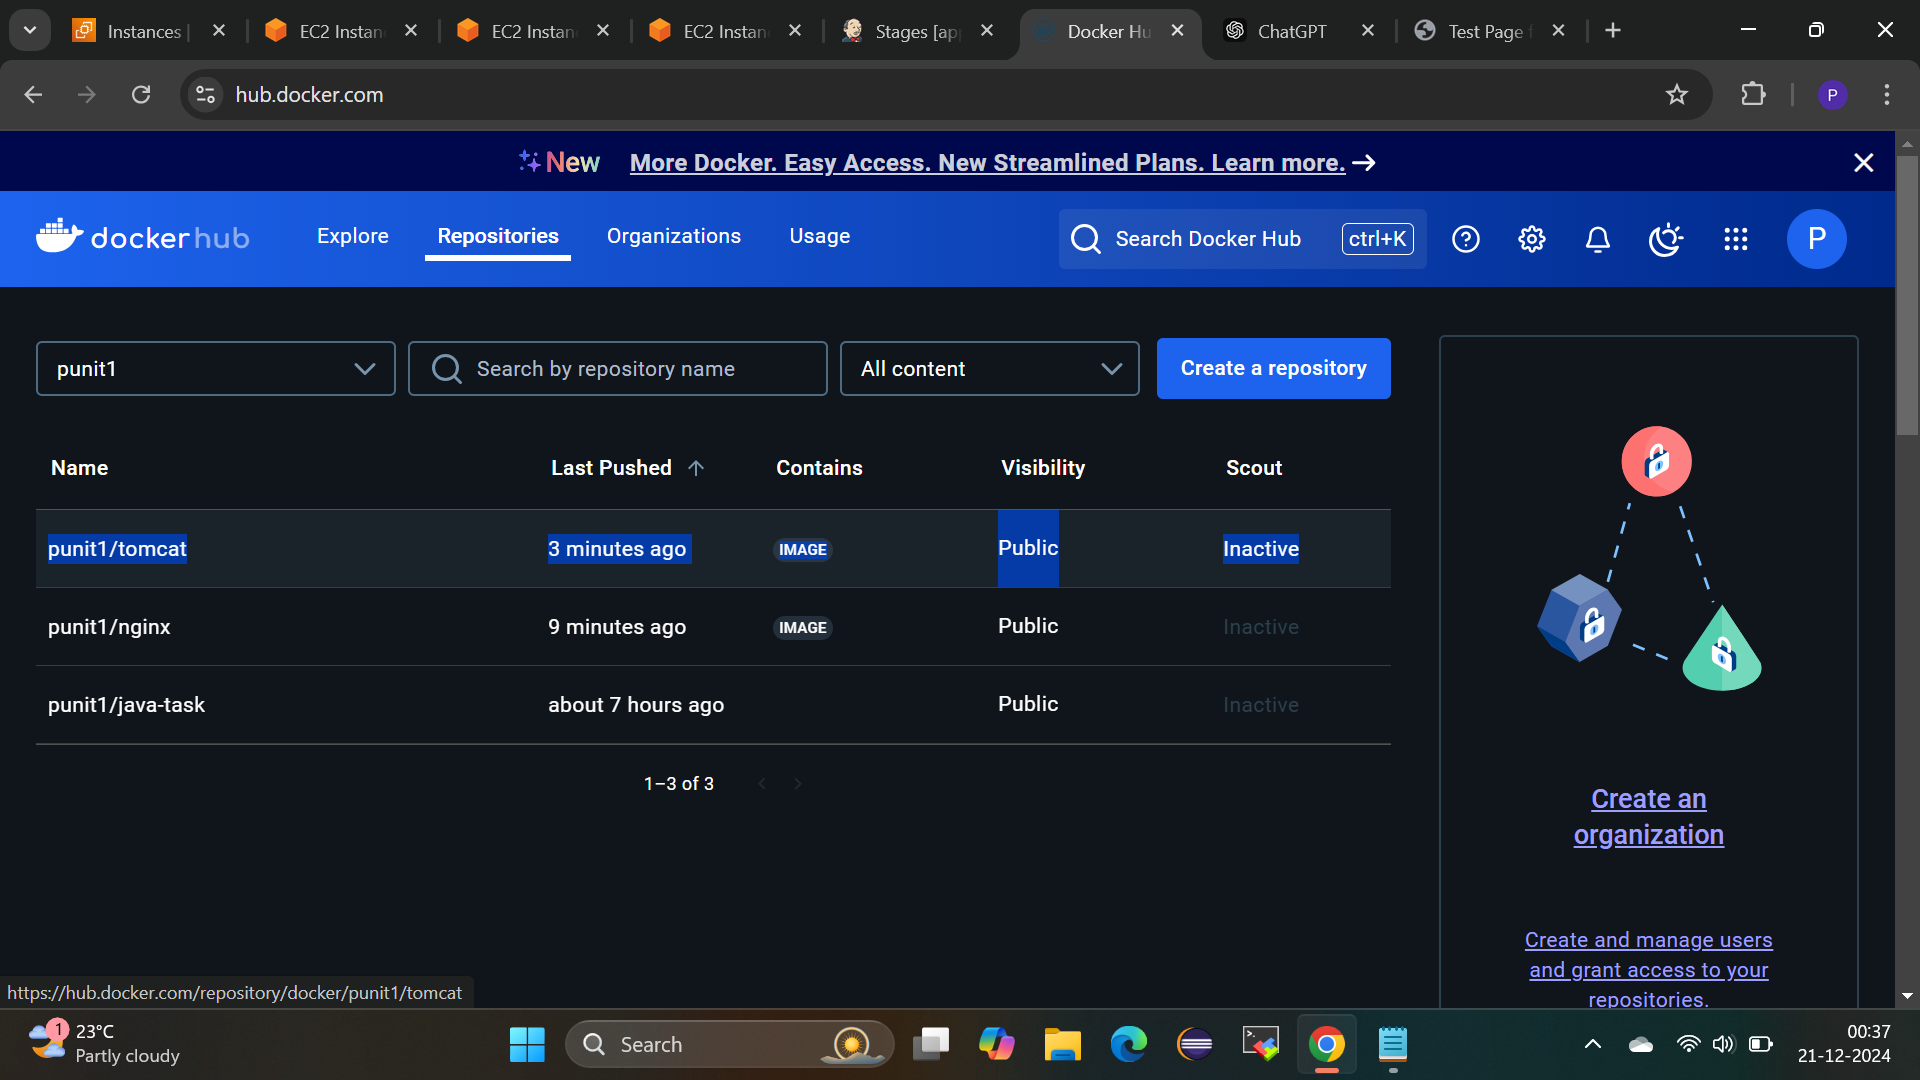 Instances | EC2 Instan EC2 Instan EC2 Instan Stages [ap Docker Hu ChatGPT Test Page f
hub.docker.com
New More Docker. Easy Access. New Streamlined Plans. Learn more. →
dockerhub Explore Repositories Organizations Usage Search Docker Hub ctrl+K P
punit1 Search by repository name All content Create a repository
Name Last Pushed Contains Visibility Scout
punit1/tomcat 3 minutes ago IMAGE Public Inactive
punit1/nginx 9 minutes ago IMAGE Public Inactive
punit1/java-task about 7 hours ago Public Inactive
1–3 of 3
Create an
organization
Create and manage users
and grant access to your
repositories.
https://hub.docker.com/repository/docker/punit1/tomcat
1 23°C
Partly cloudy
Search
00:37
21-12-2024